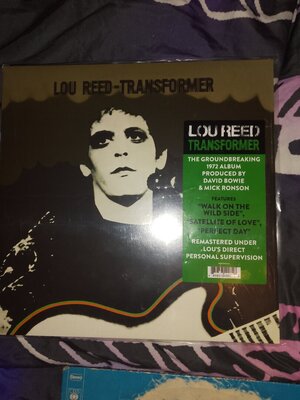 LOU REED-TRANSFORMER
LOU REED
TRANSFORMER
THE GROUNDBREAKING
1972 ALBUM
PRODUCED BY
DAVID BOWIE
& MICK RONSON
FEATURES
"WALK ON THE
WILD SIDE",
"SATELLITE OF LOVE",
"PERFECT DAY"
REMASTERED UNDER
LOU'S DIRECT
PERSONAL SUPERVISION
Stereo